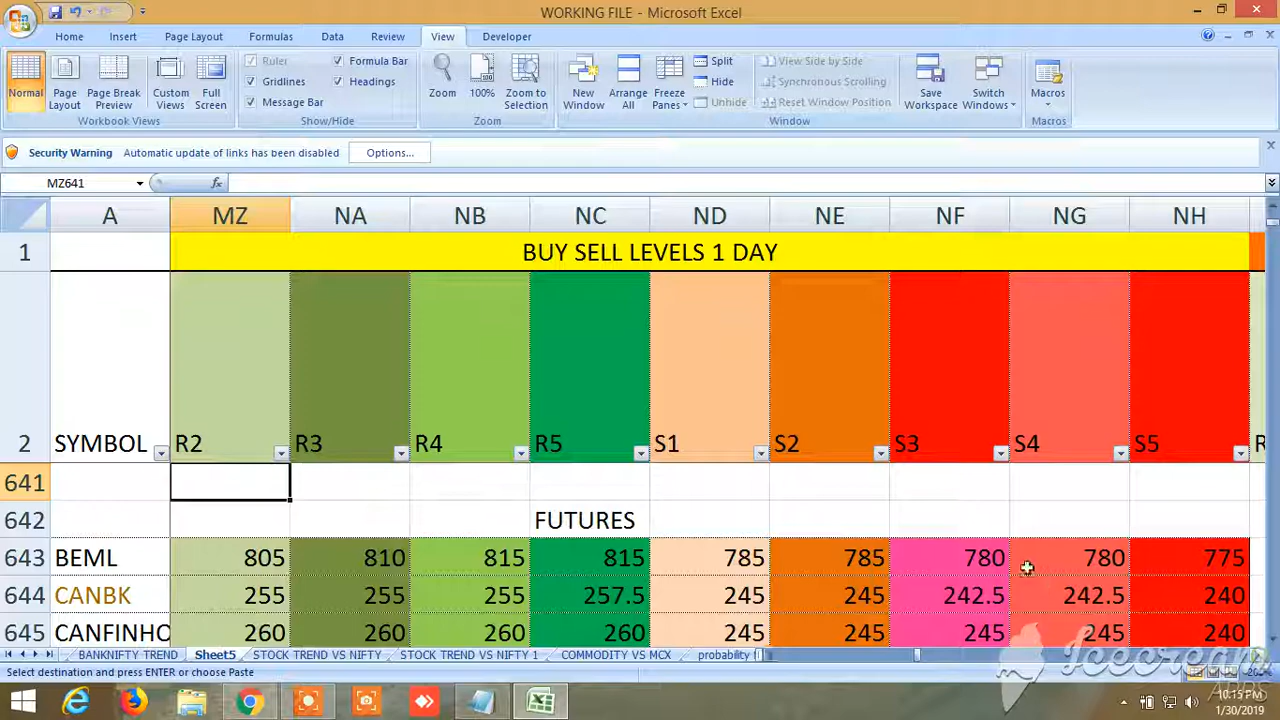 WORKING FILE - Microsoft Excel
Home Insert Page Layout Formulas Data Review View Developer
Normal Page Layout Page Break Preview Custom Views Full Screen
Workbook Views
Ruler Formula Bar
Gridlines Headings
Message Bar
Show/Hide
Zoom 100% Zoom to Selection
Zoom
New Window Arrange All Freeze Panes
Split
Hide
Unhide
View Side by Side
Synchronous Scrolling
Reset Window Position
Window
Save Workspace Switch Windows
Macros
Macros
Security Warning Automatic update of links has been disabled Options...
MZ641 fx
A MZ NA NB NC ND NE NF NG NH
1 BUY SELL LEVELS 1 DAY
2 SYMBOL R2 R3 R4 R5 S1 S2 S3 S4 S5
641
642 FUTURES
643 BEML 805 810 815 815 785 785 780 780 775
644 CANBK 255 255 255 257.5 245 245 242.5 242.5 240
645 CANFINHO 260 260 260 260 245 245 245 245 240
BANKNIFTY TREND Sheet5 STOCK TREND VS NIFTY STOCK TREND VS NIFTY 1 COMMODITY VS MCX probability
Select destination and press ENTER or choose Paste
Icecream
APPS
10:15 PM
1/30/2019